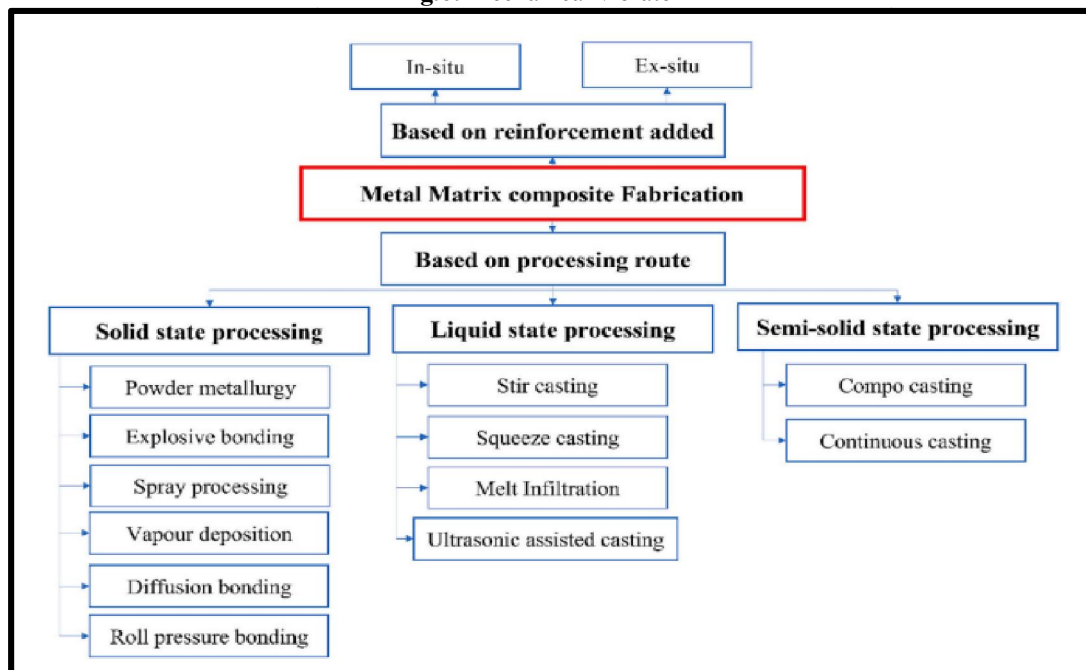 In-situ
Ex-situ
Based on reinforcement added
Metal Matrix composite Fabrication
Based on processing route
Solid state processing
Powder metallurgy
Explosive bonding
Spray processing
Vapour deposition
Diffusion bonding
Roll pressure bonding
Liquid state processing
Stir casting
Squeeze casting
Melt Infiltration
Ultrasonic assisted casting
Semi-solid state processing
Compo casting
Continuous casting